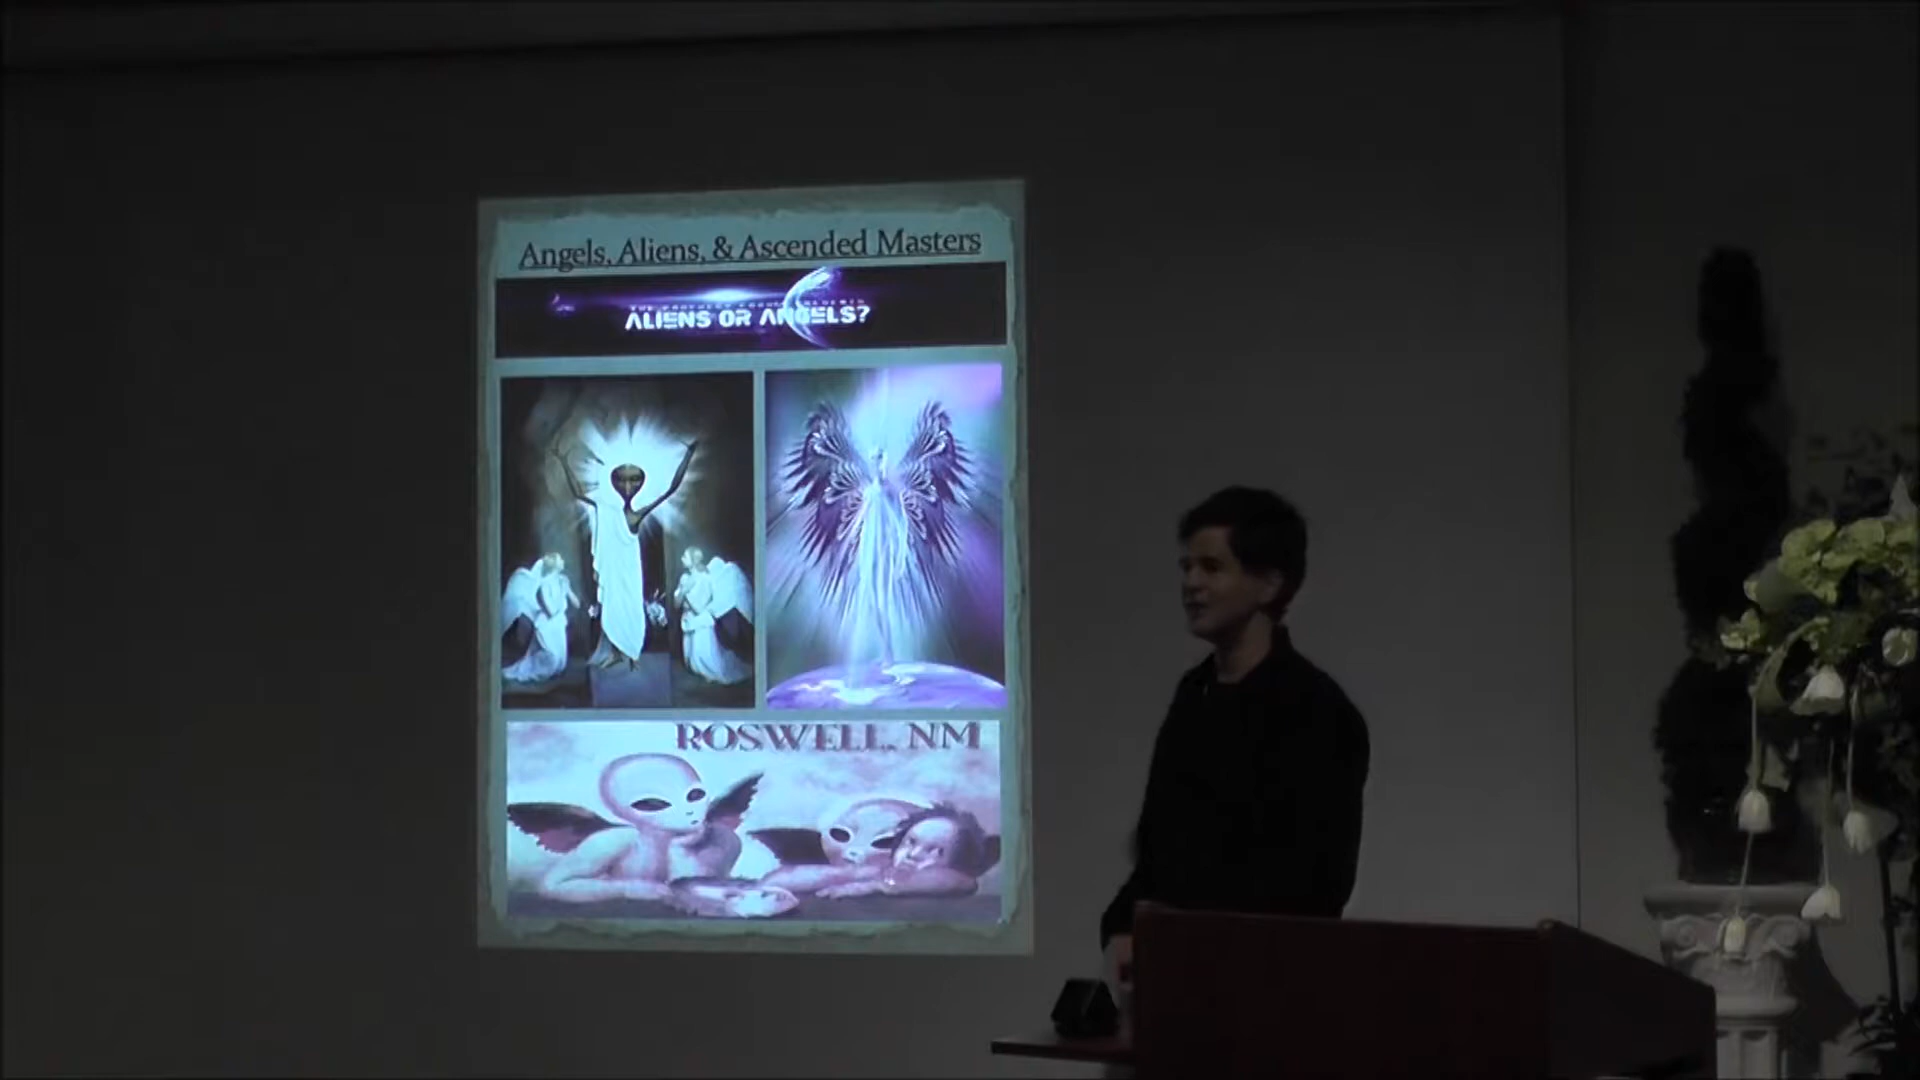 Angels, Aliens, & Ascended Masters
ALIENS OR ANGELS?
ROSWELL, NM